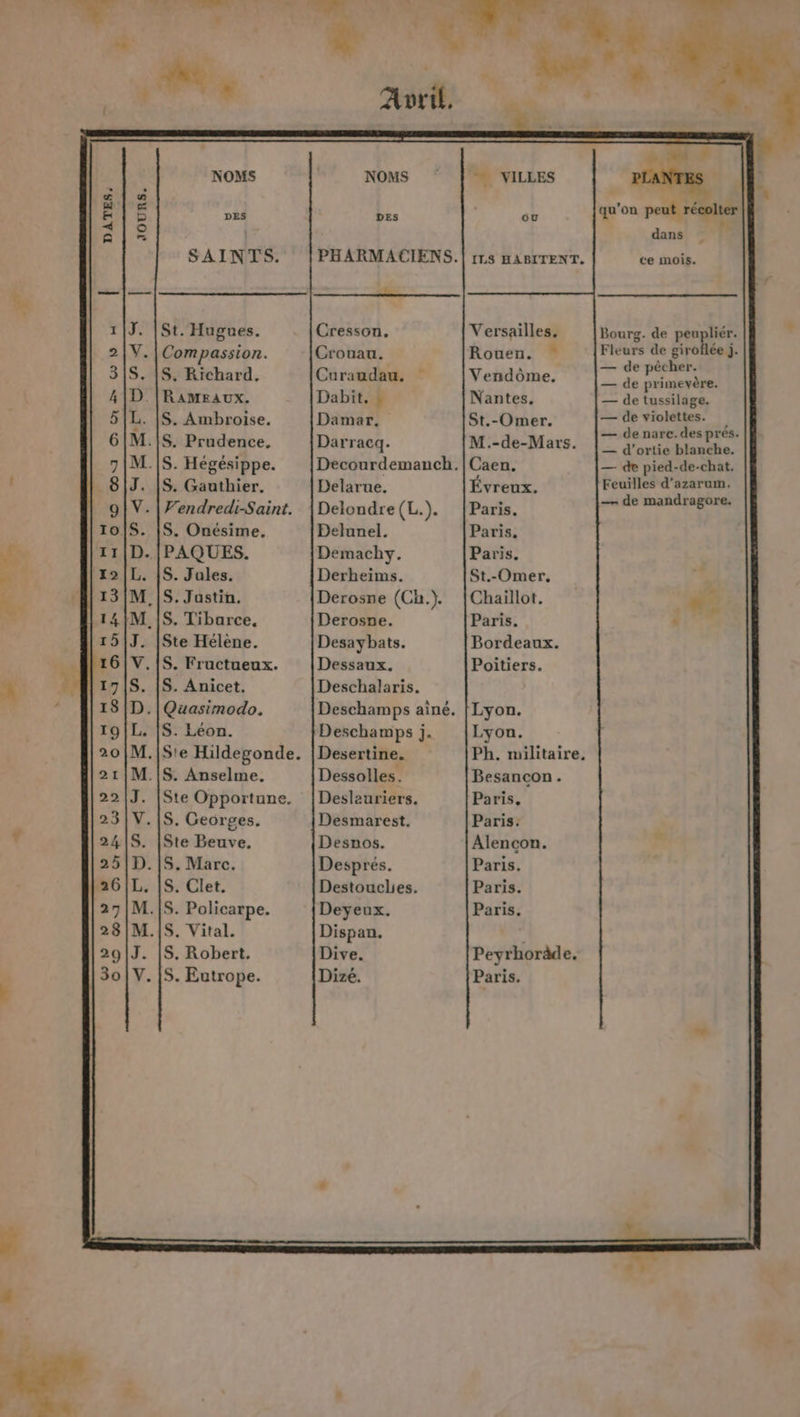 Avril.
DATES. | JOURS. | NOMS DES SAINTS. | NOMS DES PHARMACIENS. | VILLES OU ILS HABITENT. | PLANTES qu'on peut récolter dans ce mois.
1 | J. | St. Hugues. | Cresson. | Versailles. | Bourg. de peupliér.
2 | V. | Compassion. | Cronau. | Rouen. | Fleurs de giroflée j.
3 | S. | S. Richard. | Curaudau. | Vendôme. | — de pécher.
4 | D | RAMEAUX. | Dabit. | Nantes. | — de primevère.
5 | L. | S. Ambroise. | Damar. | St.-Omer. | — de tussilage.
6 | M. | S. Prudence. | Darracq. | M.-de-Mars. | — de violettes.
7 | M. | S. Hégésippe. | Decourdemanch. | Caen. | — de narc. des prés.
8 | J. | S. Gauthier. | Delarue. | Évreux. | — d'ortie blanche.
9 | V. | Vendredi-Saint. | Delondre (L.). | Paris. | — de pied-de-chat.
10 | S. | S. Onésime. | Delunel. | Paris. | Feuilles d'azarum.
11 | D. | PAQUES. | Demachy. | Paris. | — de mandragore.
12 | L. | S. Jules. | Derheims. | St.-Omer.
13 | M. | S. Justin. | Derosne (Ch.). | Chaillot.
14 | M. | S. Tibarce. | Derosne. | Paris.
15 | J. | Ste Hélène. | Desaybats. | Bordeaux.
16 | V. | S. Fructueux. | Dessaux. | Poitiers.
17 | S. | S. Anicet. | Deschalaris.
18 | D. | Quasimodo. | Deschamps aîné. | Lyon.
19 | L. | S. Léon. | Deschamps j. | Lyon.
20 | M. | Ste Hildegonde. | Desertine. | Ph. militaire.
21 | M. | S. Anselme. | Dessolles. | Besancon.
22 | J. | Ste Opportune. | Deslauriers. | Paris.
23 | V. | S. Georges. | Desmarest. | Paris.
24 | S. | Ste Beuve. | Desnos. | Alencon.
25 | D. | S. Marc. | Després. | Paris.
26 | L. | S. Clet. | Destouches. | Paris.
27 | M. | S. Policarpe. | Deyeux. | Paris.
28 | M. | S. Vital. | Dispan.
29 | J. | S. Robert. | Dive. | Peyrhoràde.
30 | V. | S. Eutrope. | Dizé. | Paris.